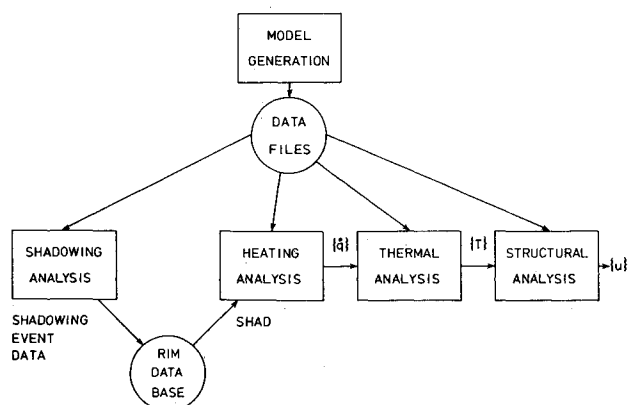 MODEL
GENERATION
DATA
FILES
SHADOWING
ANALYSIS
HEATING
ANALYSIS
{q̇}
THERMAL
ANALYSIS
{T}
STRUCTURAL
ANALYSIS
{u}
SHADOWING
EVENT
DATA
SHAD
RIM
DATA
BASE